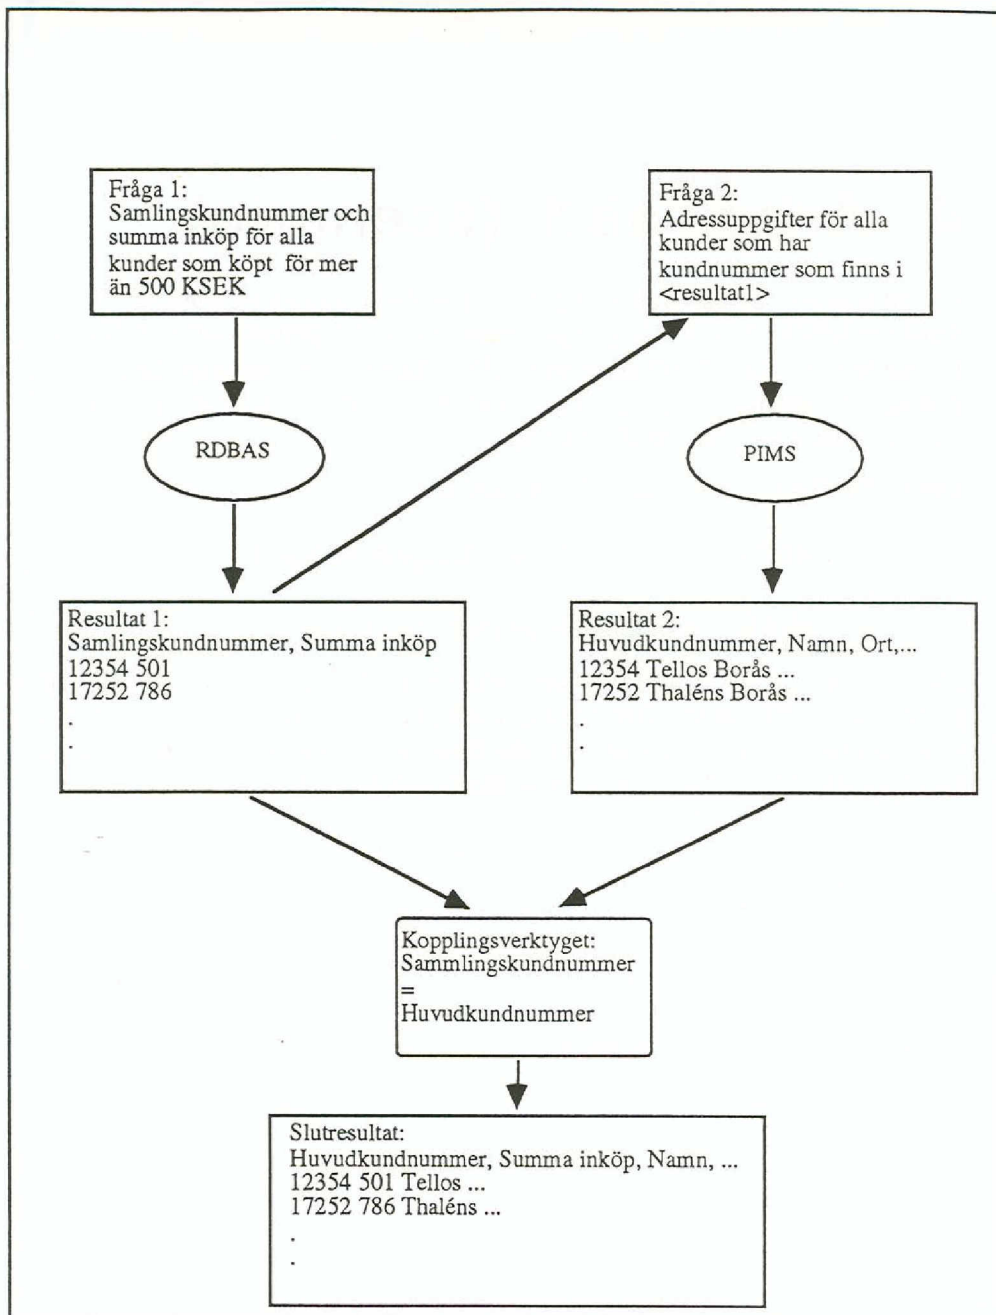 Fråga 1:
Samlingskundnummer och
summa inköp för alla
kunder som köpt för mer
än 500 KSEK
Fråga 2:
Adressuppgifter för alla
kunder som har
kundnummer som finns i
<resultat1>
RDBAS
PIMS
Resultat 1:
Samlingskundnummer, Summa inköp
12354 501
17252 786
.
.
Resultat 2:
Huvudkundnummer, Namn, Ort,...
12354 Tellos Borås ...
17252 Thaléns Borås ...
.
.
Kopplingsverktyget:
Sammlingskundnummer
=
Huvudkundnummer
Slutresultat:
Huvudkundnummer, Summa inköp, Namn, ...
12354 501 Tellos ...
17252 786 Thaléns ...
.
.